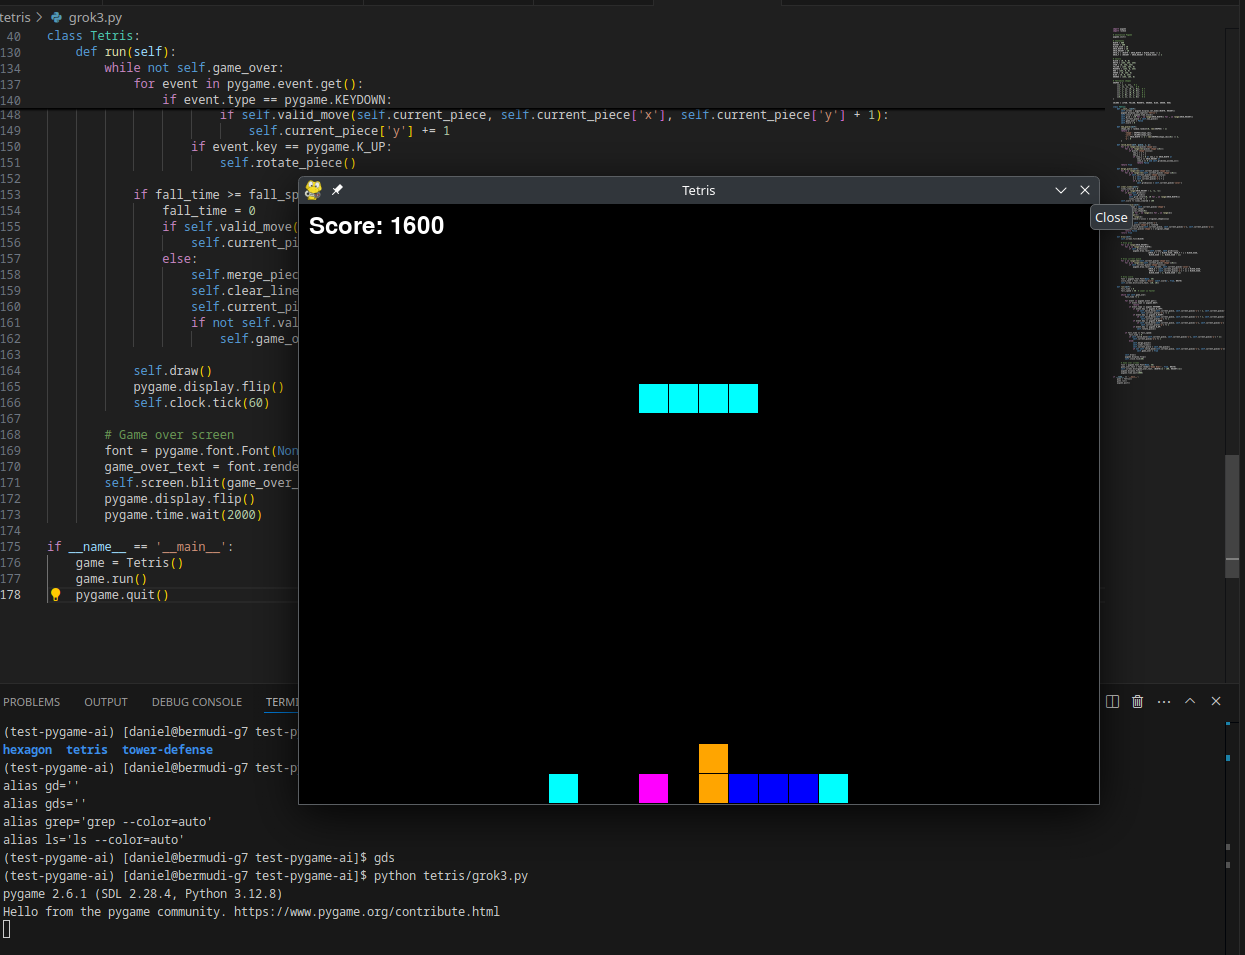 tetris > grok3.py
40 class Tetris:
130 def run(self):
134 while not self.game_over:
137 for event in pygame.event.get():
140 if event.type == pygame.KEYDOWN:
148 if self.valid_move(self.current_piece, self.current_piece['x'], self.current_piece['y'] + 1):
149 self.current_piece['y'] += 1
150 if event.key == pygame.K_UP:
151 self.rotate_piece()
152
153 if fall_time >= fall_sp
154 fall_time = 0
155 if self.valid_move(
156 self.current_pi
157 else:
158 self.merge_piec
159 self.clear_line
160 self.current_pi
161 if not self.val
162 self.game_o
163
164 self.draw()
165 pygame.display.flip()
166 self.clock.tick(60)
167
168 # Game over screen
169 font = pygame.font.Font(Non
170 game_over_text = font.rende
171 self.screen.blit(game_over_
172 pygame.display.flip()
173 pygame.time.wait(2000)
174
175 if __name__ == '__main__':
176 game = Tetris()
177 game.run()
178 pygame.quit()
Tetris
Close
Score: 1600
PROBLEMS OUTPUT DEBUG CONSOLE TERMI
(test-pygame-ai) [daniel@bermudi-g7 test-p
hexagon tetris tower-defense
(test-pygame-ai) [daniel@bermudi-g7 test-p
alias gd=''
alias gds=''
alias grep='grep --color=auto'
alias ls='ls --color=auto'
(test-pygame-ai) [daniel@bermudi-g7 test-pygame-ai]$ gds
(test-pygame-ai) [daniel@bermudi-g7 test-pygame-ai]$ python tetris/grok3.py
pygame 2.6.1 (SDL 2.28.4, Python 3.12.8)
Hello from the pygame community. https://www.pygame.org/contribute.html